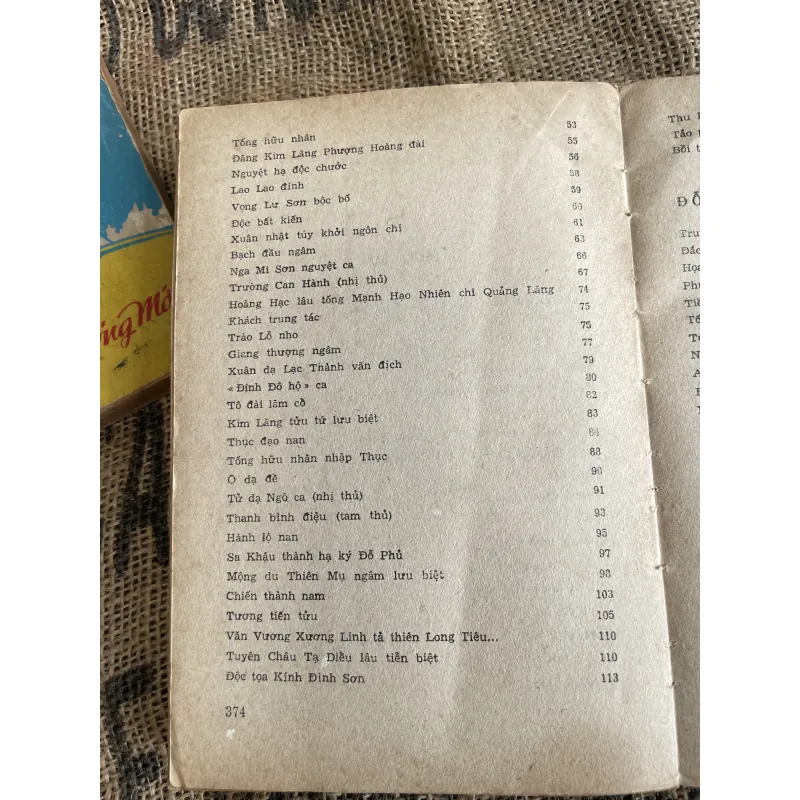 Tống hữu nhân 53
Đăng Kim Lăng Phượng Hoàng đài 55
Nguyệt hạ độc chước 56
Lao Lao đình 58
Vọng Lư Sơn bộc bố 59
Độc bất kiến 60
Xuân nhật túy khởi ngôn chí 61
Bạch đầu ngâm 63
Nga Mi Sơn nguyệt ca 66
Trường Can Hành (nhị thủ) 67
Hoàng Hạc lâu tống Mạnh Hạo Nhiên chi Quảng Lăng 74
Khách trung tác 75
Trào Lỗ nho 75
Giang thượng ngâm 77
Xuân dạ Lạc Thành văn địch 79
«Đinh Đô hộ» ca 80
Tô đài lãm cổ 82
Kim Lăng tửu tứ lưu biệt 83
Thục đạo nan 84
Tống hữu nhân nhập Thục 88
Ô dạ đề 90
Tử dạ Ngô ca (nhị thủ) 91
Thanh bình điệu (tam thủ) 93
Hành lộ nan 95
Sa Khâu thành hạ ký Đỗ Phủ 97
Mộng du Thiên Mụ ngâm lưu biệt 98
Chiến thành nam 103
Tương tiến tửu 105
Văn Vương Xương Linh tả thiên Long Tiêu... 110
Tuyên Châu Tạ Diễu lâu tiễn biệt 110
Độc tọa Kính Đình Sơn 113
374
Thu
Tảo
Bồi